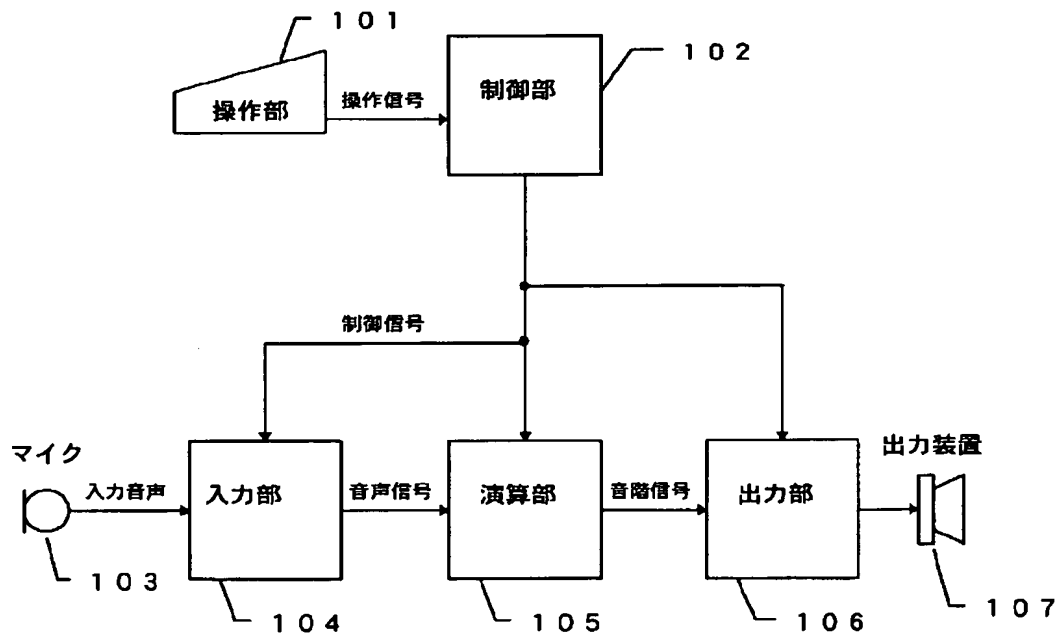 １０１
１０２
操作部
操作信号
制御部
制御信号
マイク
入力音声
入力部
音声信号
演算部
音階信号
出力部
出力装置
１０３
１０４
１０５
１０６
１０７